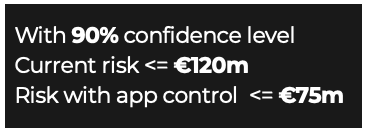 With 90% confidence level
Current risk <= €120m
Risk with app control <= €75m